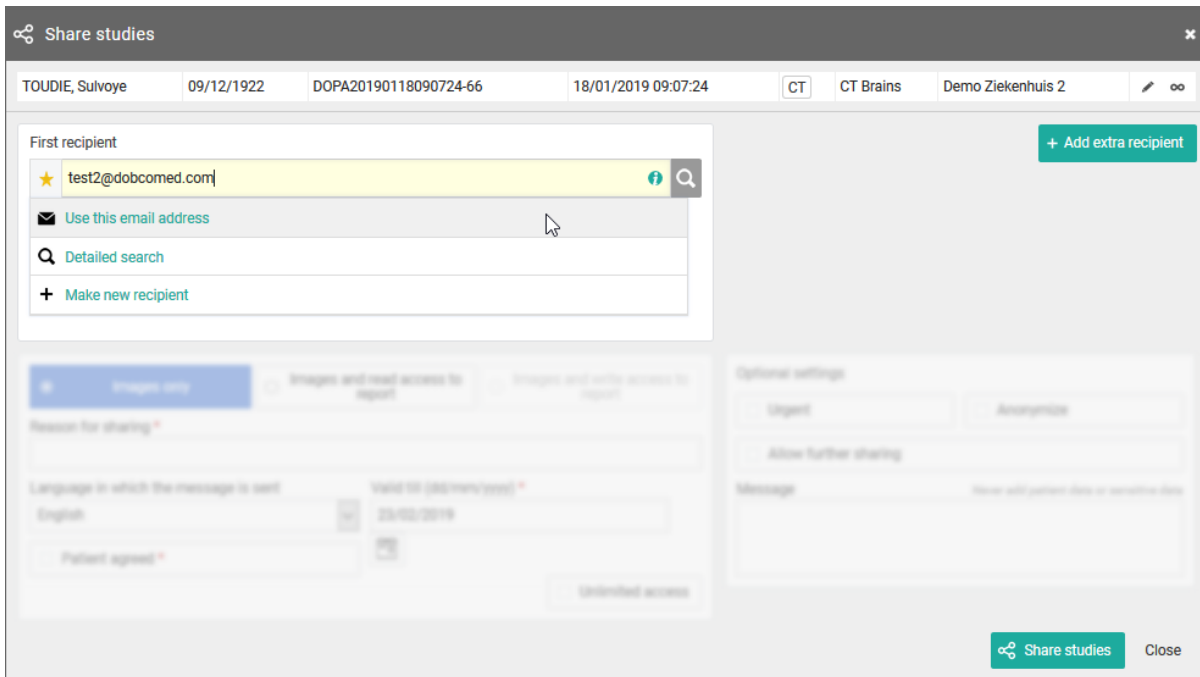 Share studies
TOUDIE, Sulvoye 09/12/1922 DOPA20190118090724-66 18/01/2019 09:07:24 CT CT Brains Demo Ziekenhuis 2
First recipient
+ Add extra recipient
test2@dobcomed.com
Use this email address
Detailed search
Make new recipient
Images only
Images and read access to
report
Images and write access to
report
Reason for sharing *
Language in which the message is sent
English
Valid till (dd/mm/yyyy) *
23/02/2019
Patient agreed *
Unlimited access
Optional settings
Urgent
Anonymize
Allow further sharing
Message
Never add patient data or sensitive data
Share studies
Close